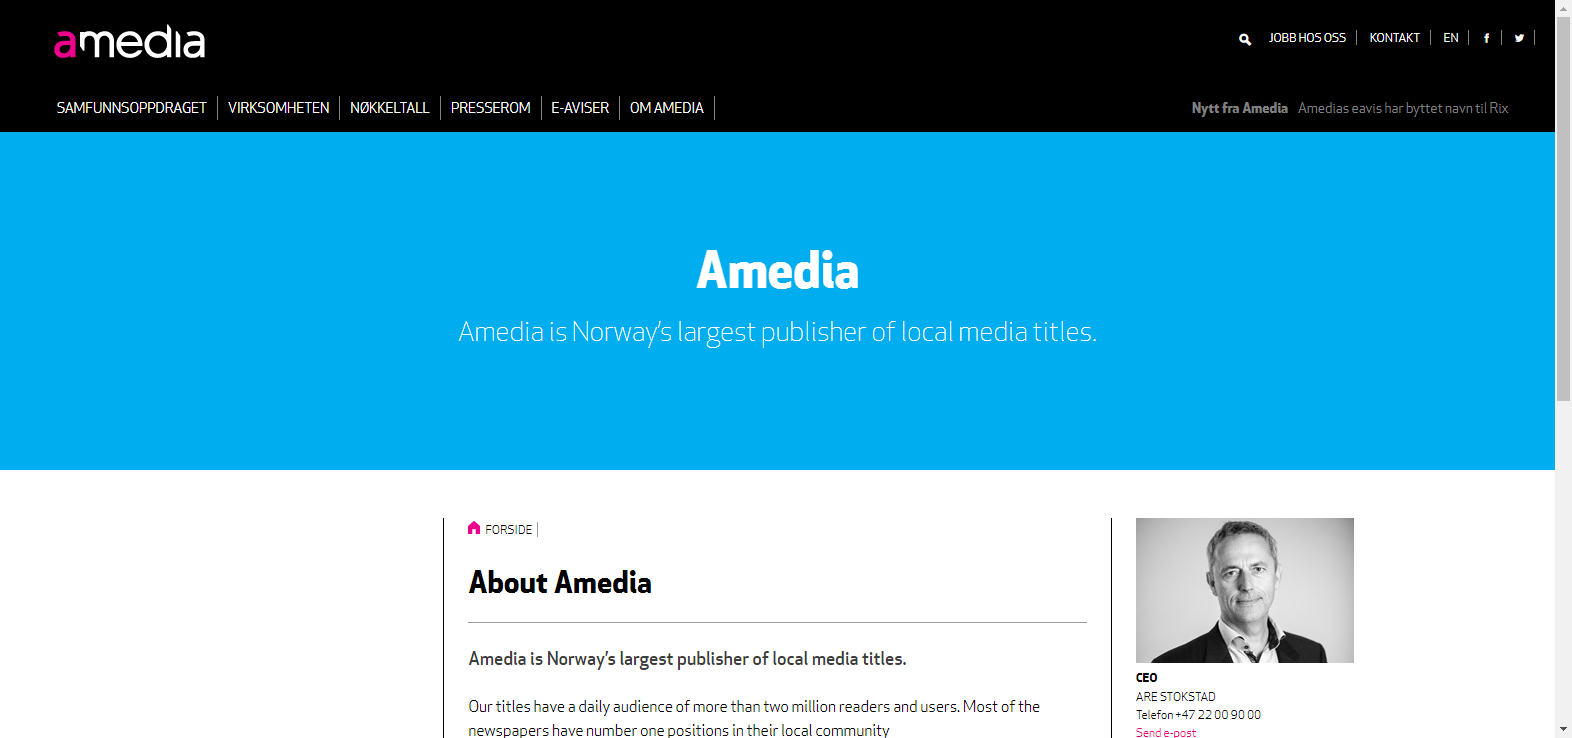 amedia
JOBB HOS OSS
KONTAKT
EN
SAMFUNNSOPPDRAGET
VIRKSOMHETEN
NØKKELTALL
PRESSEROM
E-AVISER
OM AMEDIA
Nytt fra Amedia Amedias eavis har byttet navn til Rix
Amedia
Amedia is Norway's largest publisher of local media titles.
FORSIDE
About Amedia
Amedia is Norway's largest publisher of local media titles.
Our titles have a daily audience of more than two million readers and users. Most of the
newspapers have number one positions in their local community
CEO
ARE STOKSTAD
Telefon +47 22 00 90 00
Send e-post